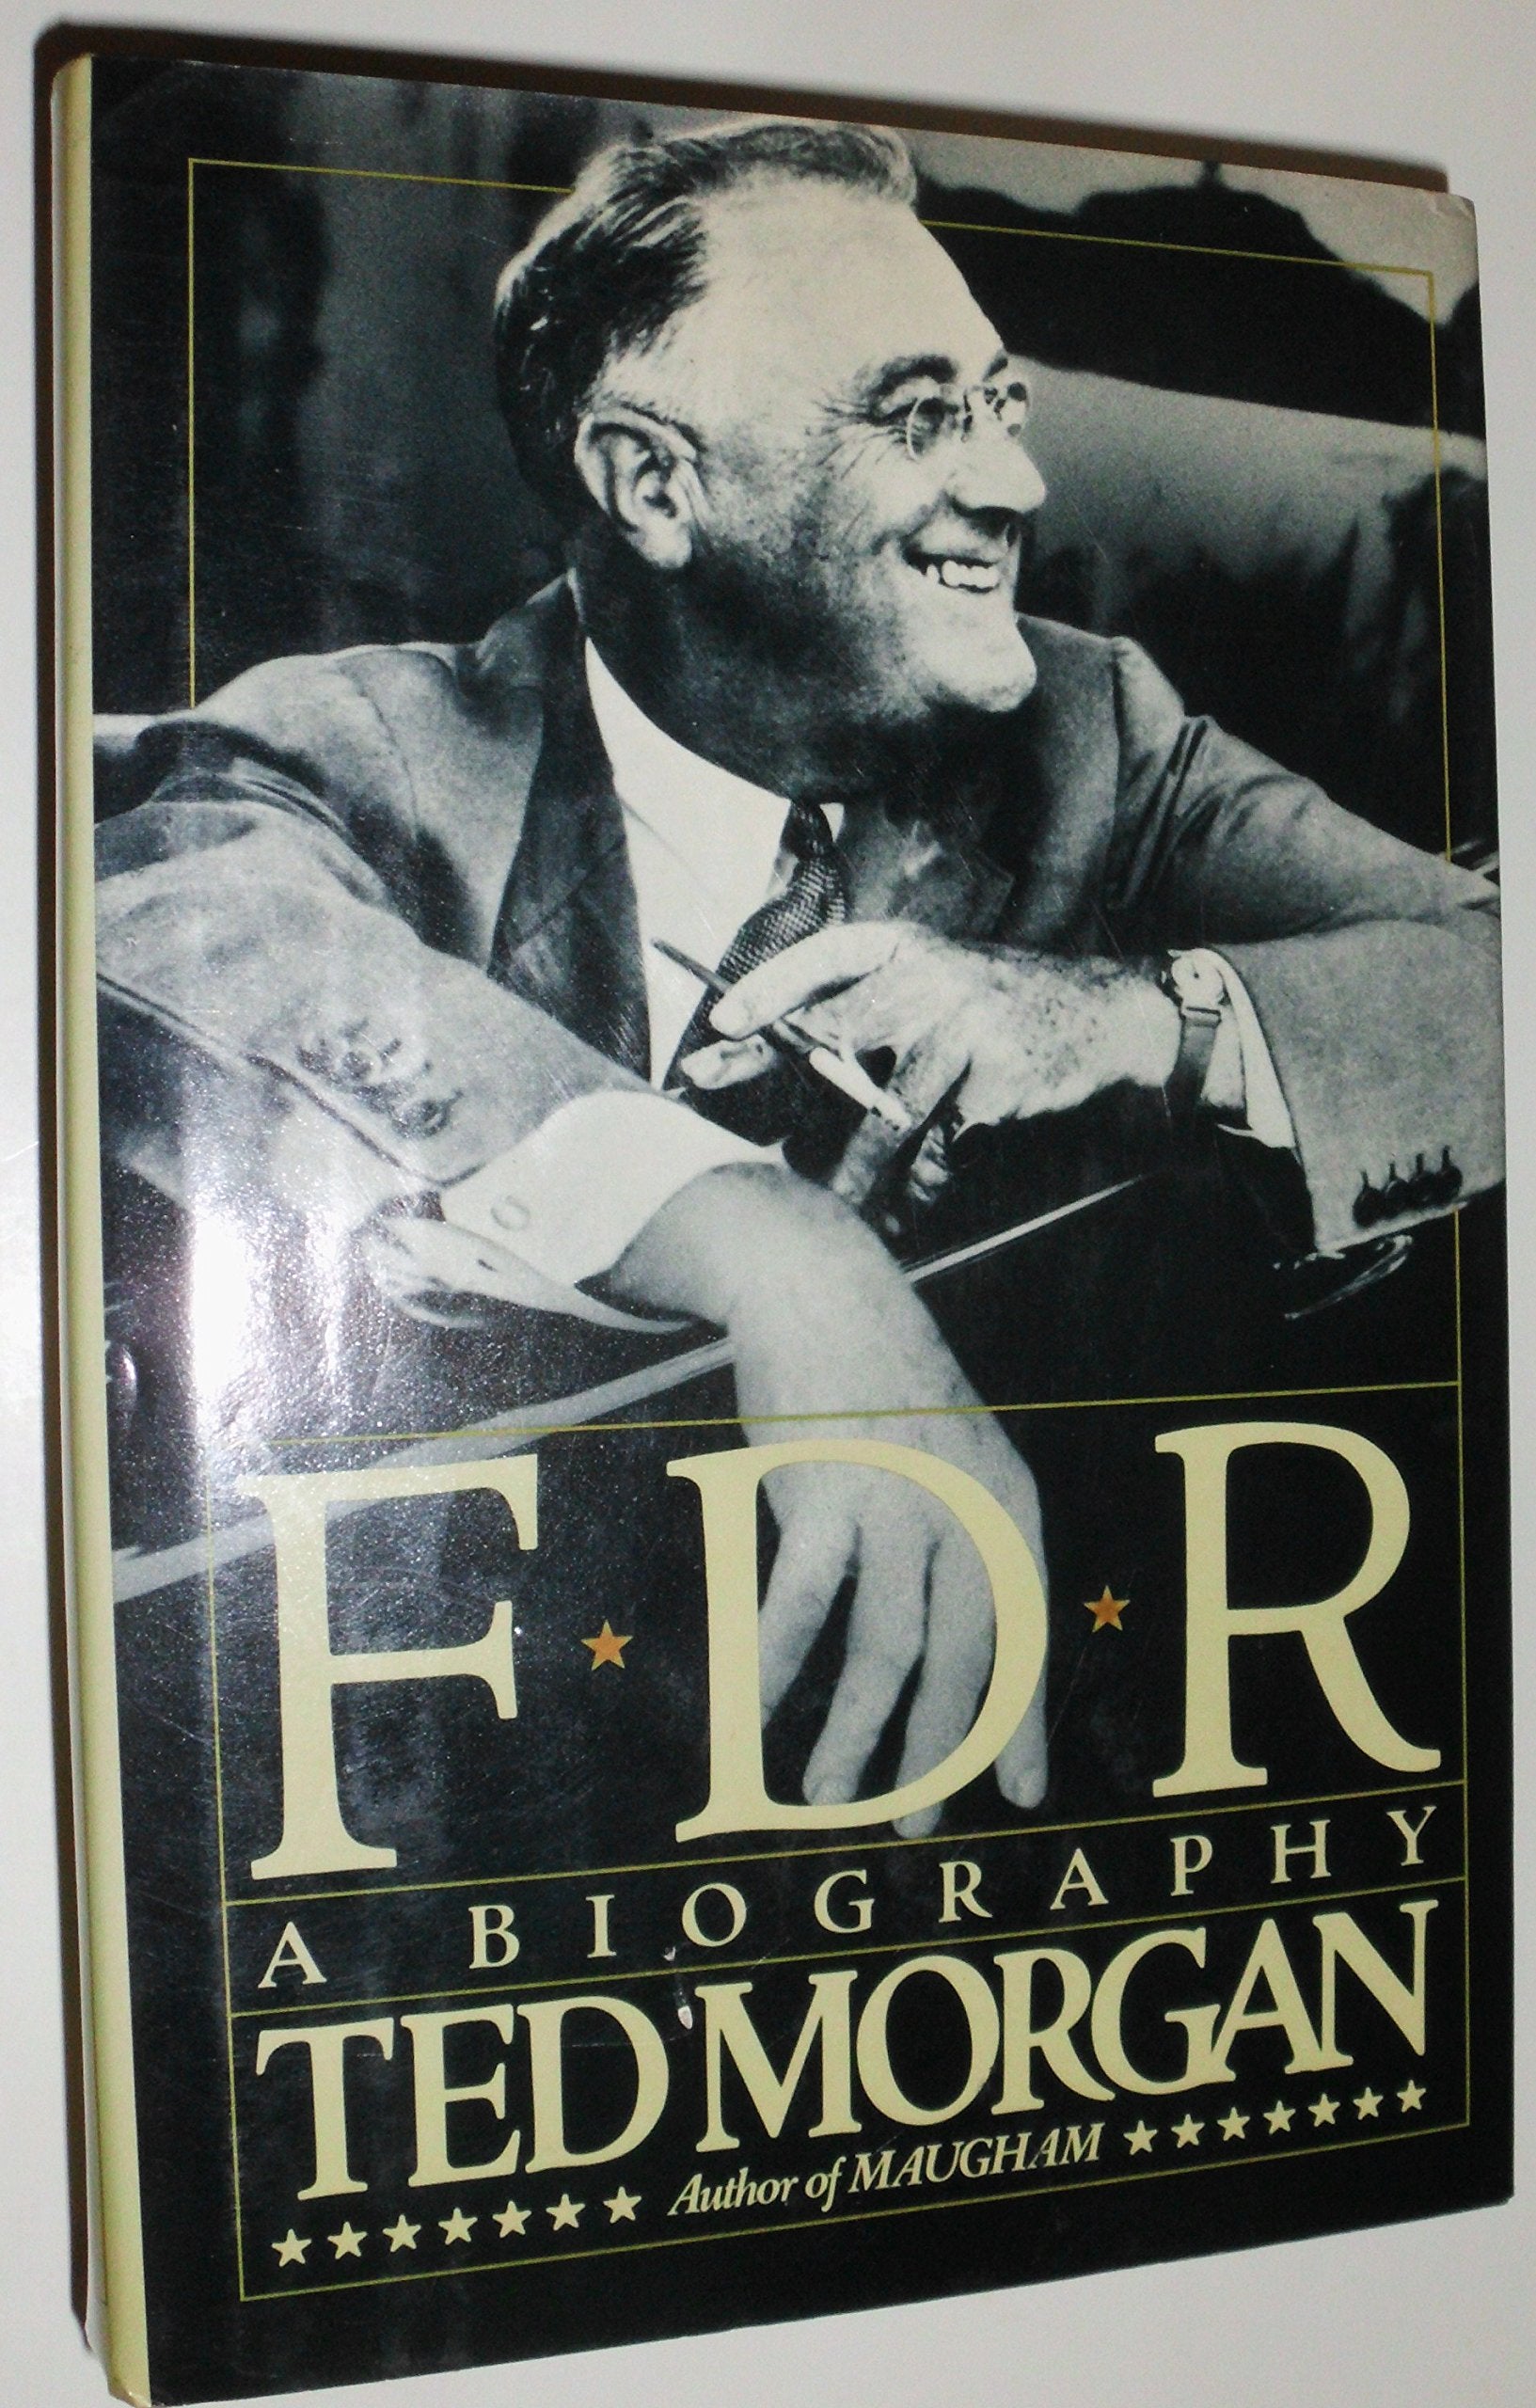 F★D★R
A BIOGRAPHY
TED MORGAN
★★★★★★★ Author of MAUGHAM ★★★★★★★